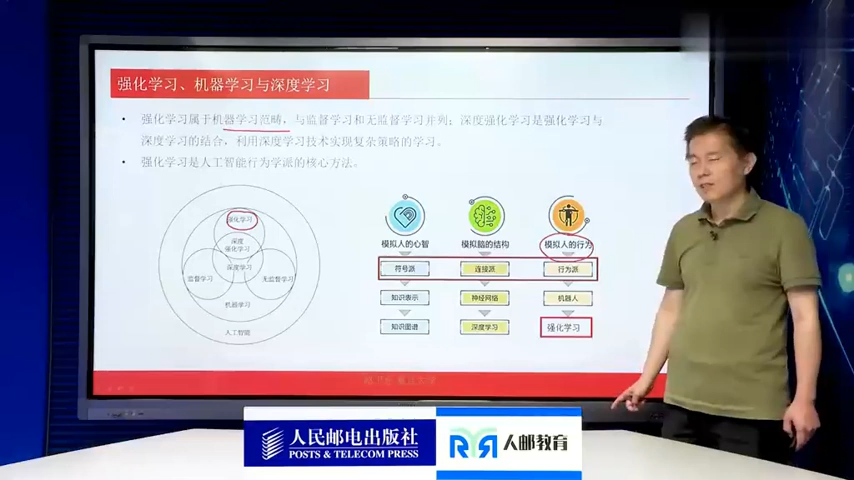 强化学习、机器学习与深度学习
• 强化学习属于机器学习范畴，与监督学习和无监督学习并列；深度强化学习是强化学习与
深度学习的结合，利用深度学习技术实现复杂策略的学习。
• 强化学习是人工智能行为学派的核心方法。
强化学习
深度
强化学习
深度学习
监督学习
无监督学习
机器学习
人工智能
模拟人的心智
模拟脑的结构
模拟人的行为
符号派
连接派
行为派
知识表示
神经网络
机器人
知识图谱
深度学习
强化学习
人民邮电出版社
POSTS & TELECOM PRESS
RYR
人邮教育